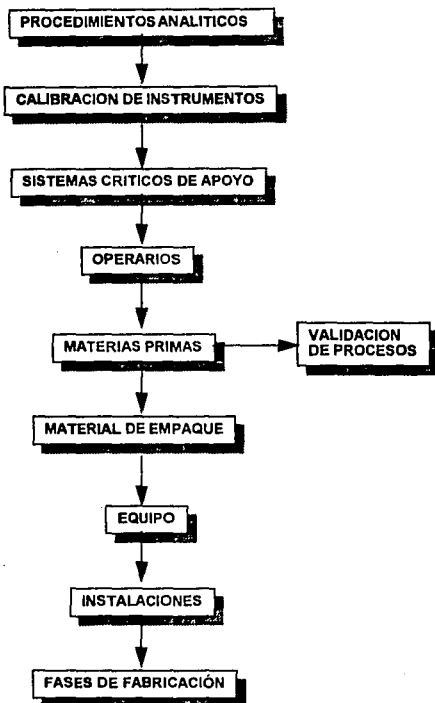 PROCEDIMIENTOS ANALITICOS
CALIBRACION DE INSTRUMENTOS
SISTEMAS CRITICOS DE APOYO
OPERARIOS
MATERIAS PRIMAS
VALIDACION
DE PROCESOS
MATERIAL DE EMPAQUE
EQUIPO
INSTALACIONES
FASES DE FABRICACIÓN